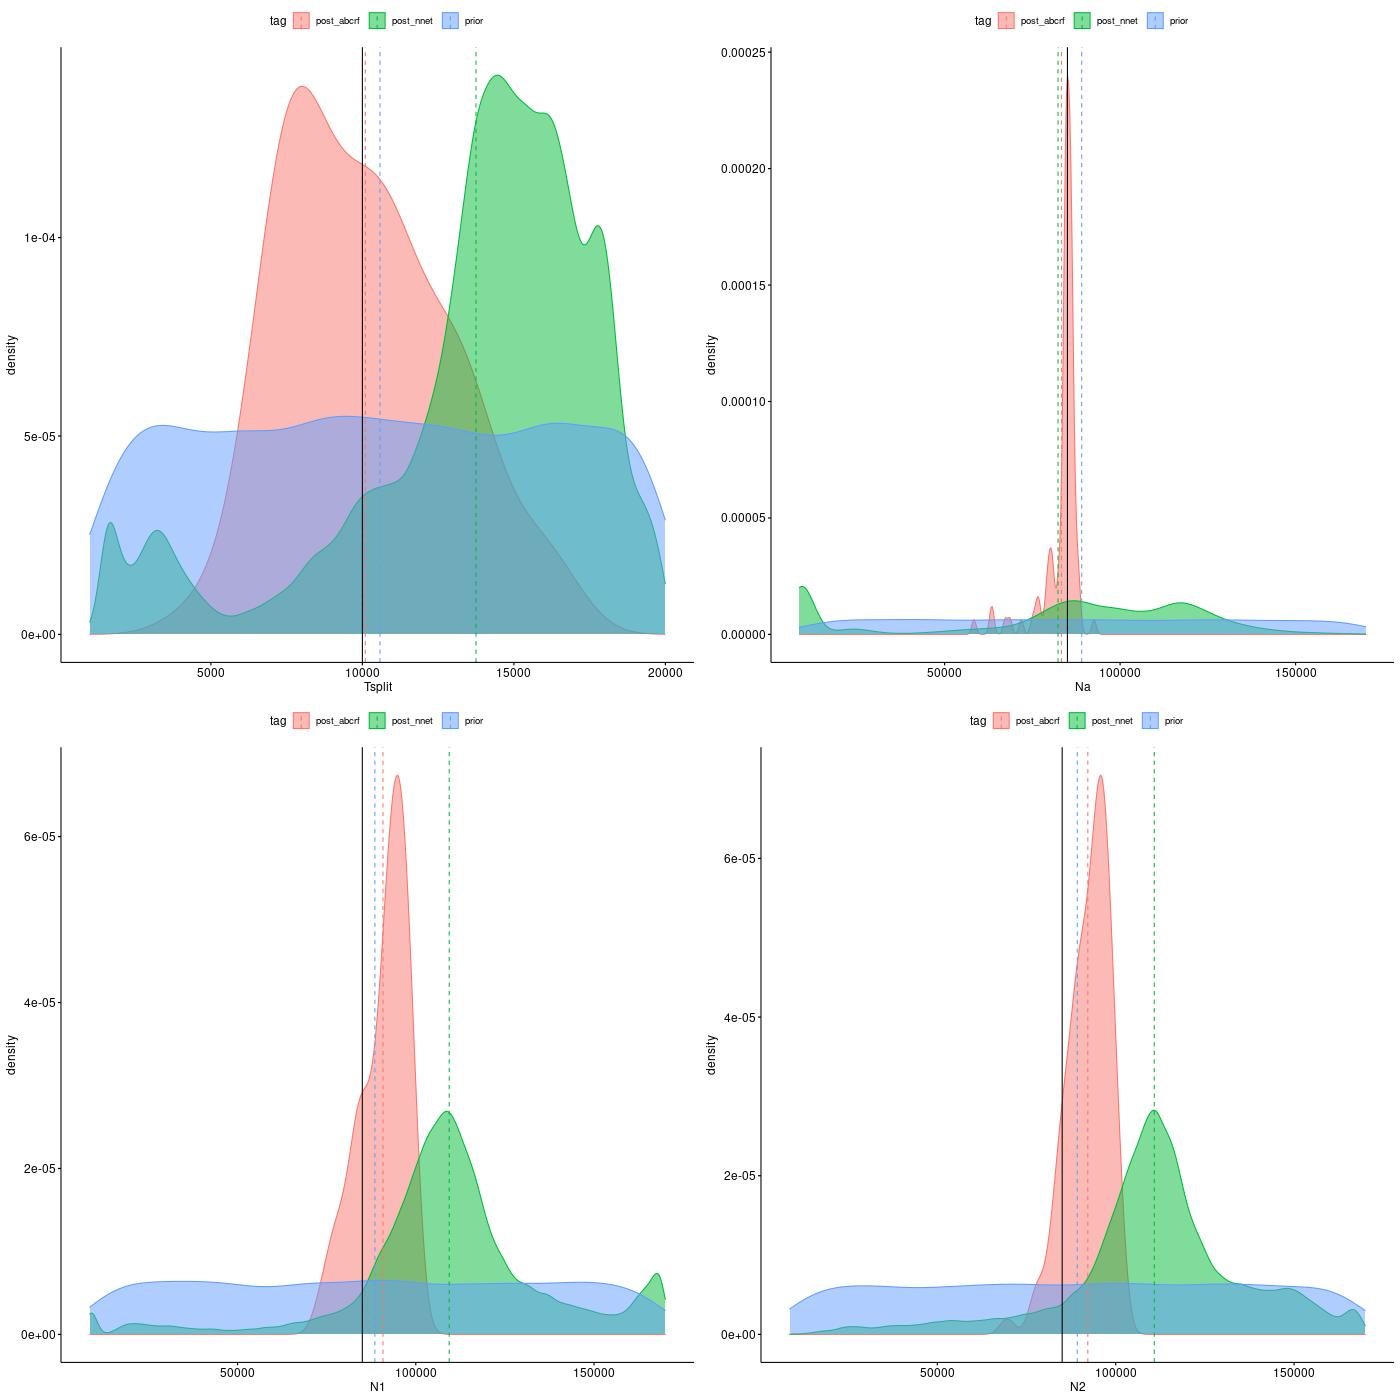 tag post_abcrf post_nnet prior
density
1e-04
5e-05
0e+00
5000 10000 15000 20000
Tsplit
tag post_abcrf post_nnet prior
density
0.00025
0.00020
0.00015
0.00010
0.00005
0.00000
50000 100000 150000
Na
tag post_abcrf post_nnet prior
density
6e-05
4e-05
2e-05
0e+00
50000 100000 150000
N1
tag post_abcrf post_nnet prior
density
6e-05
4e-05
2e-05
0e+00
50000 100000 150000
N2